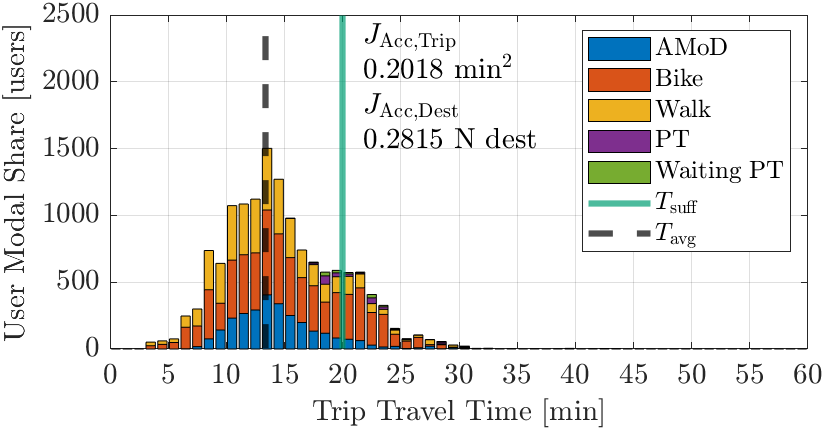 2500
2000
1500
1000
500
0
User Modal Share [users]
J_Acc,Trip
0.2018 min²
J_Acc,Dest
0.2815 N dest
AMoD
Bike
Walk
PT
Waiting PT
T_suff
T_avg
0 5 10 15 20 25 30 35 40 45 50 55 60
Trip Travel Time [min]